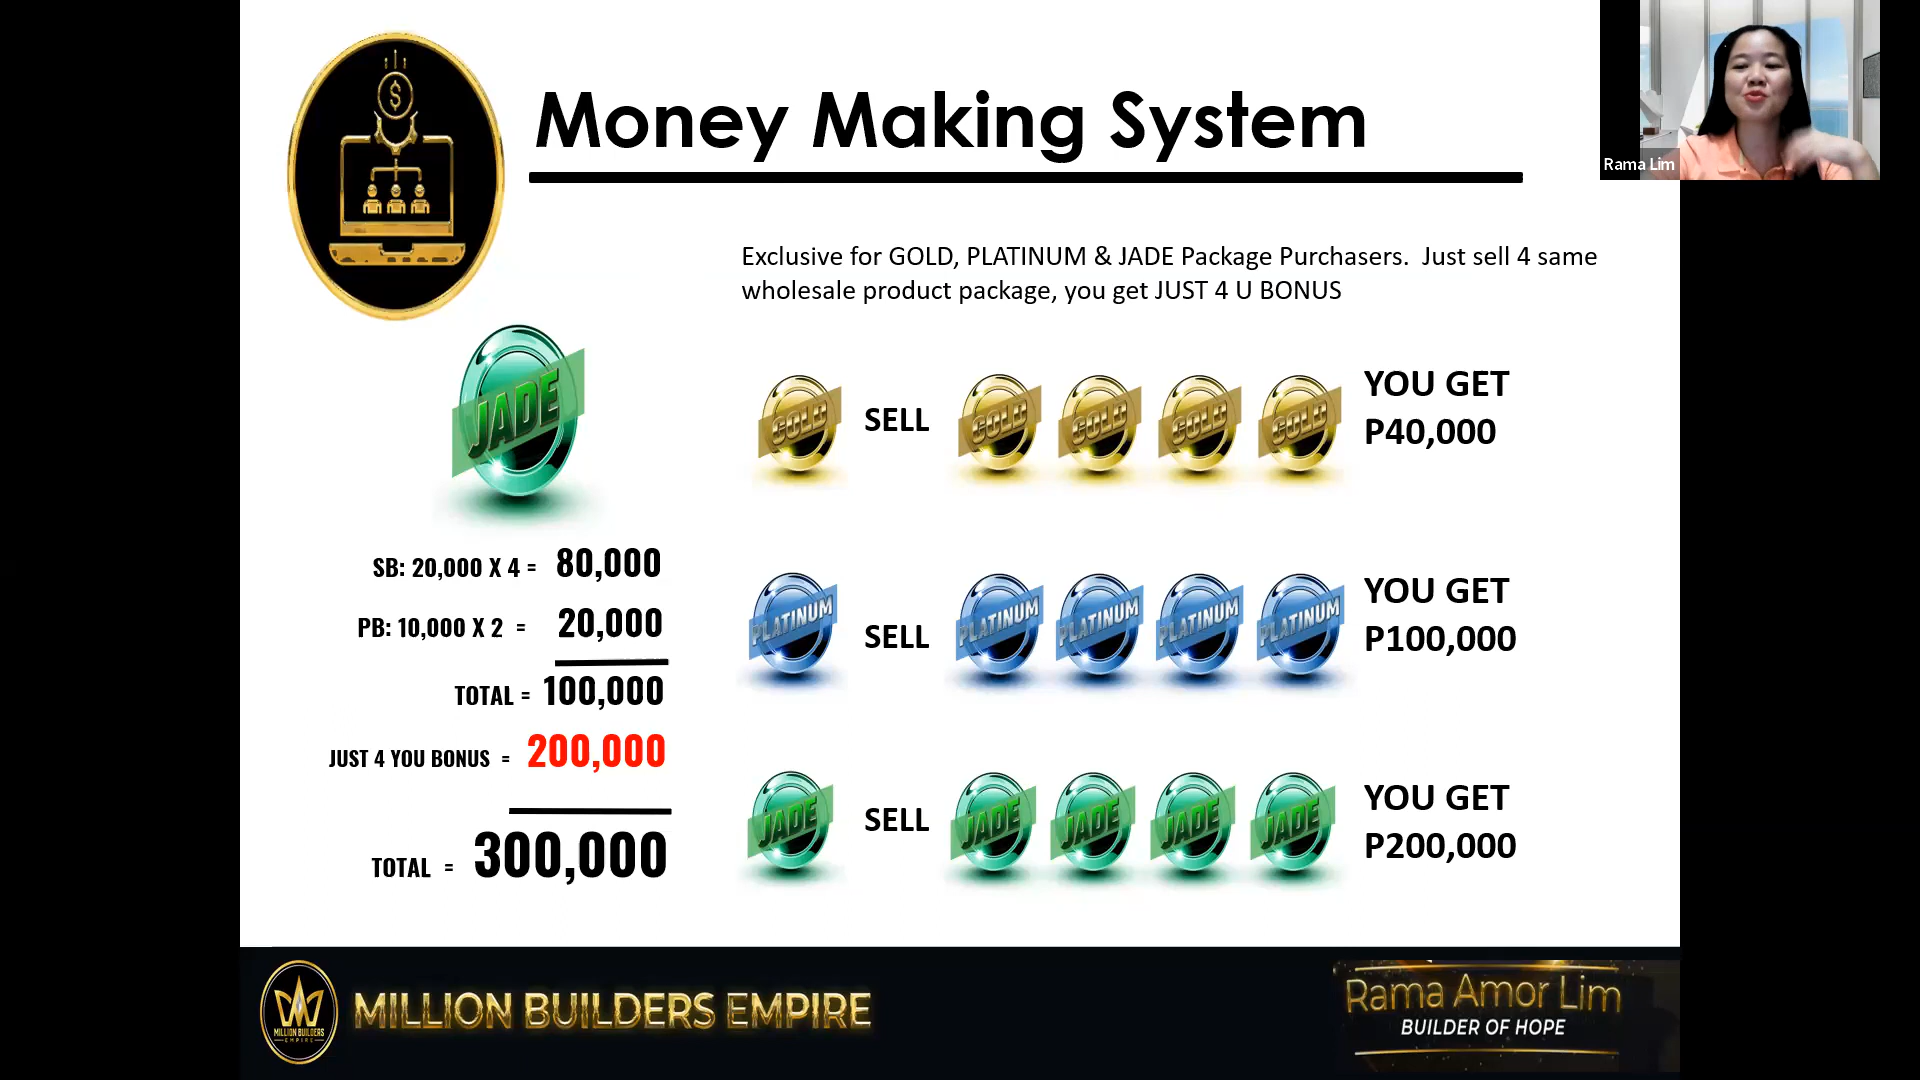 Money Making System
Rama Lim
Exclusive for GOLD, PLATINUM & JADE Package Purchasers. Just sell 4 same
wholesale product package, you get JUST 4 U BONUS
JADE
SB: 20,000 X 4 = 80,000
PB: 10,000 X 2 = 20,000
TOTAL = 100,000
JUST 4 YOU BONUS = 200,000
TOTAL = 300,000
GOLD SELL GOLD GOLD GOLD GOLD YOU GET
P40,000
PLATINUM SELL PLATINUM PLATINUM PLATINUM PLATINUM YOU GET
P100,000
JADE SELL JADE JADE JADE JADE YOU GET
P200,000
MILLION BUILDERS
EMPIRE
MILLION BUILDERS EMPIRE
Rama Amor Lim
BUILDER OF HOPE